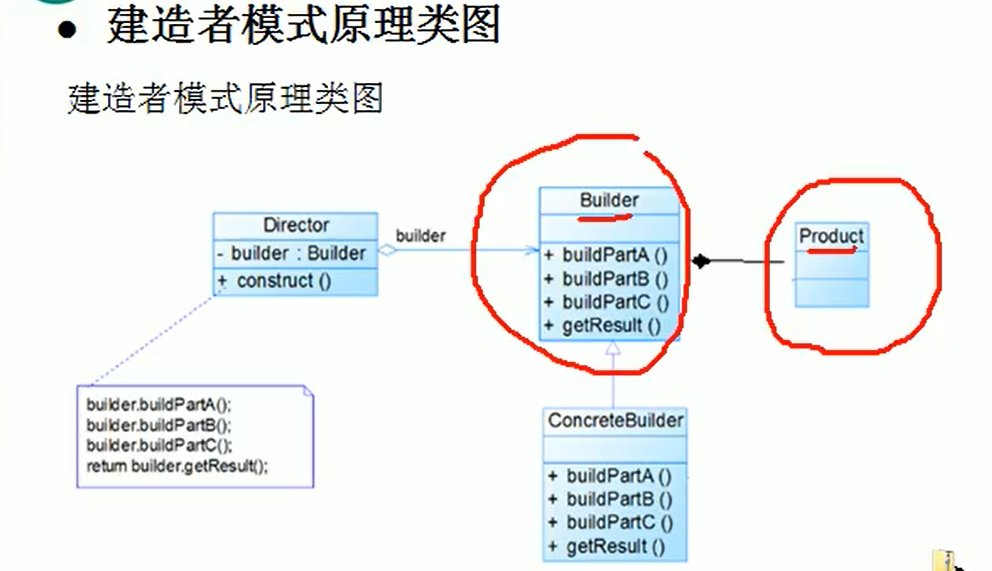 ● 建造者模式原理类图
建造者模式原理类图
Director
- builder : Builder
+ construct ()
builder
Builder
+ buildPartA ()
+ buildPartB ()
+ buildPartC ()
+ getResult ()
Product
builder.buildPartA();
builder.buildPartB();
builder.buildPartC();
return builder.getResult();
ConcreteBuilder
+ buildPartA ()
+ buildPartB ()
+ buildPartC ()
+ getResult ()